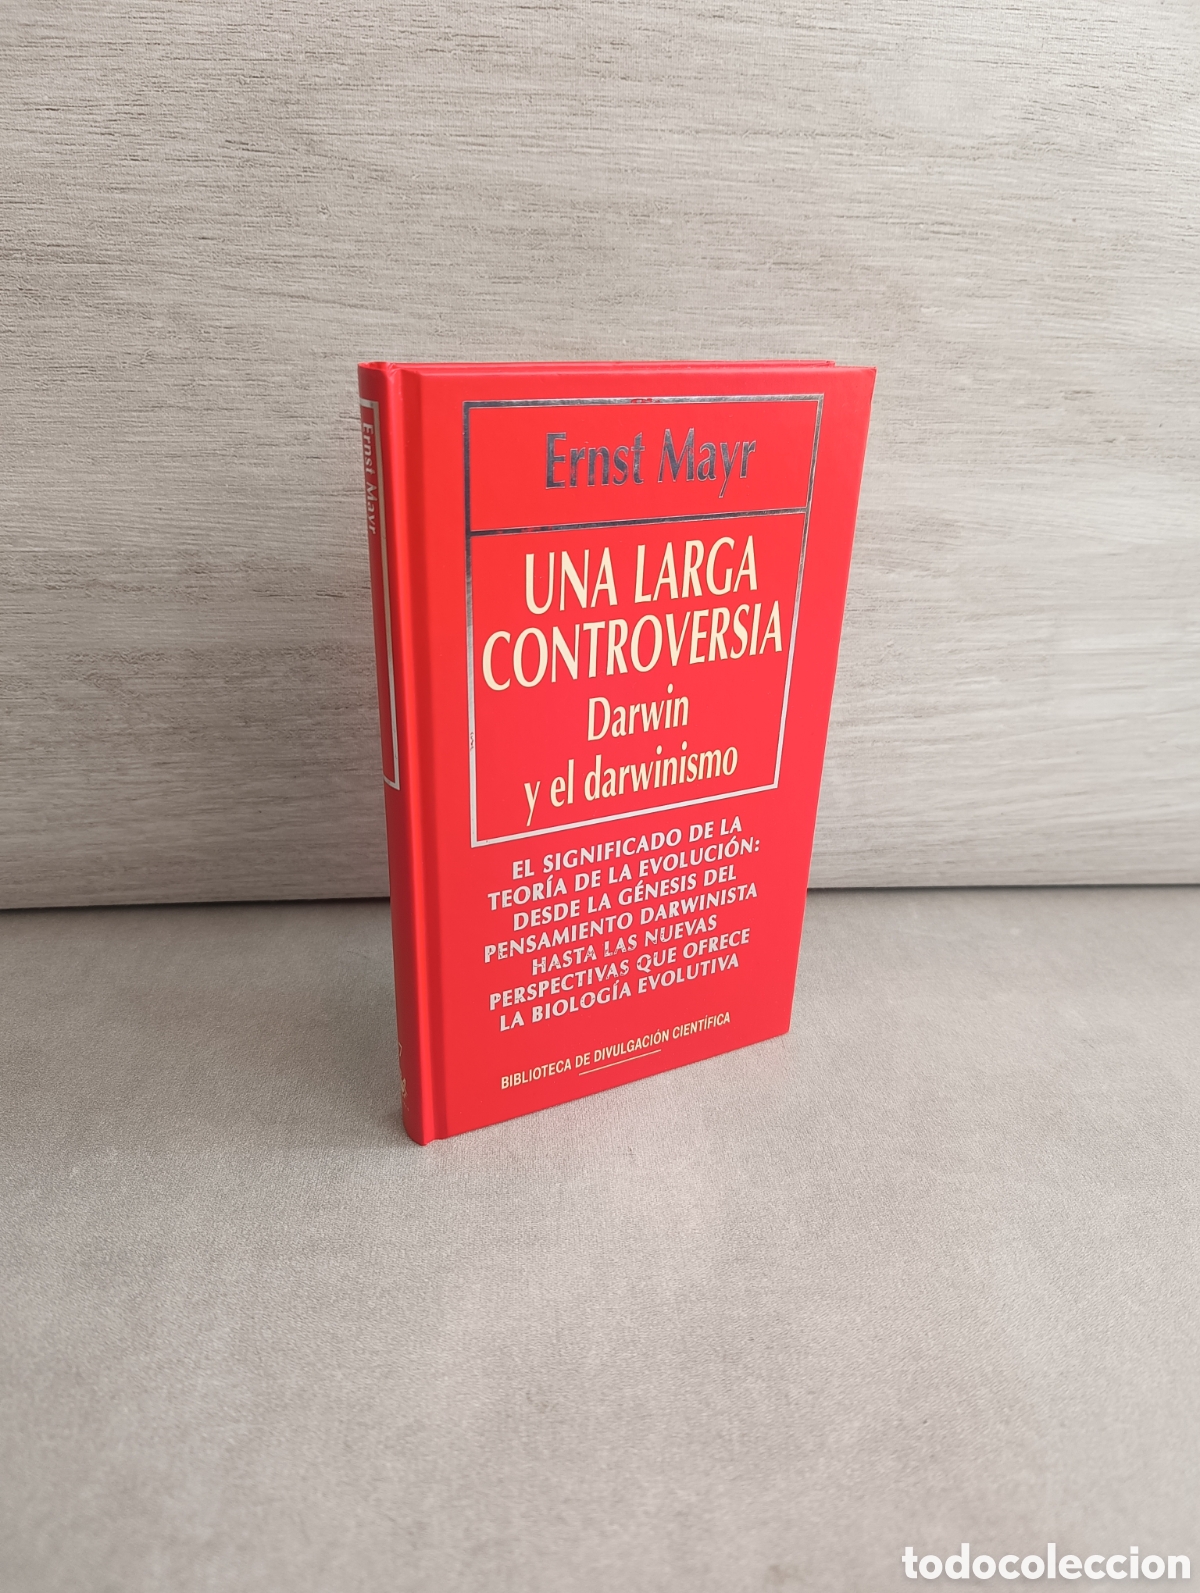 Ernst Mayr
Ernst Mayr
UNA LARGA
CONTROVERSIA
Darwin
y el darwinismo
EL SIGNIFICADO DE LA
TEORÍA DE LA EVOLUCIÓN:
DESDE LA GÉNESIS DEL
PENSAMIENTO DARWINISTA
HASTA LAS NUEVAS
PERSPECTIVAS QUE OFRECE
LA BIOLOGÍA EVOLUTIVA
BIBLIOTECA DE DIVULGACIÓN CIENTÍFICA
todocoleccion